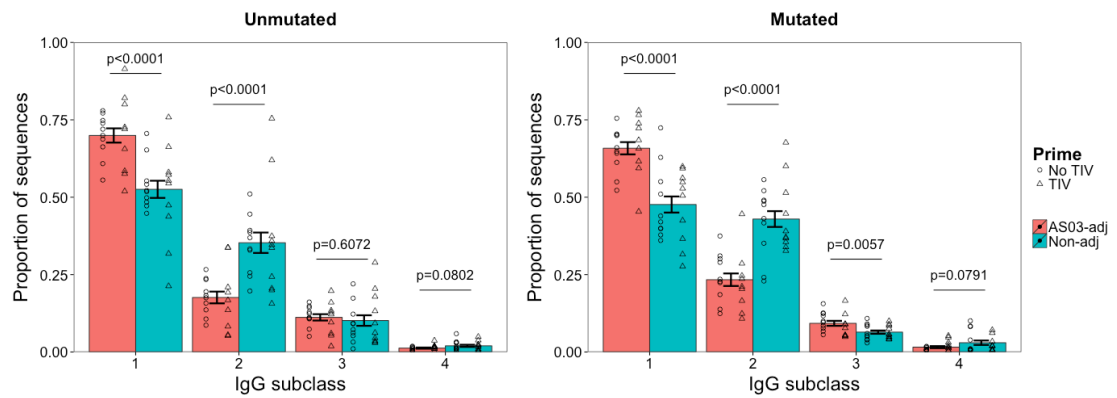 Unmutated
Proportion of sequences
1.00
0.75
0.50
0.25
0.00
p<0.0001
p<0.0001
p=0.6072
p=0.0802
1 2 3 4
IgG subclass
Mutated
Proportion of sequences
1.00
0.75
0.50
0.25
0.00
p<0.0001
p<0.0001
p=0.0057
p=0.0791
1 2 3 4
IgG subclass
Prime
No TIV
TIV
AS03-adj
Non-adj